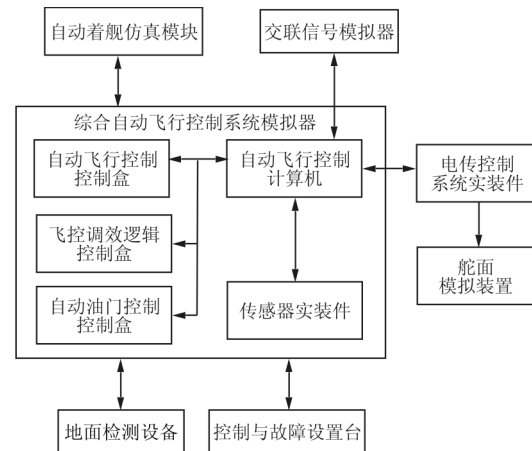 自动着舰仿真模块
交联信号模拟器
综合自动飞行控制系统模拟器
自动飞行控制
控制盒
自动飞行控制
计算机
电传控制
系统实装件
飞控调效逻辑
控制盒
舵面
模拟装置
自动油门控制
控制盒
传感器实装件
地面检测设备
控制与故障设置台